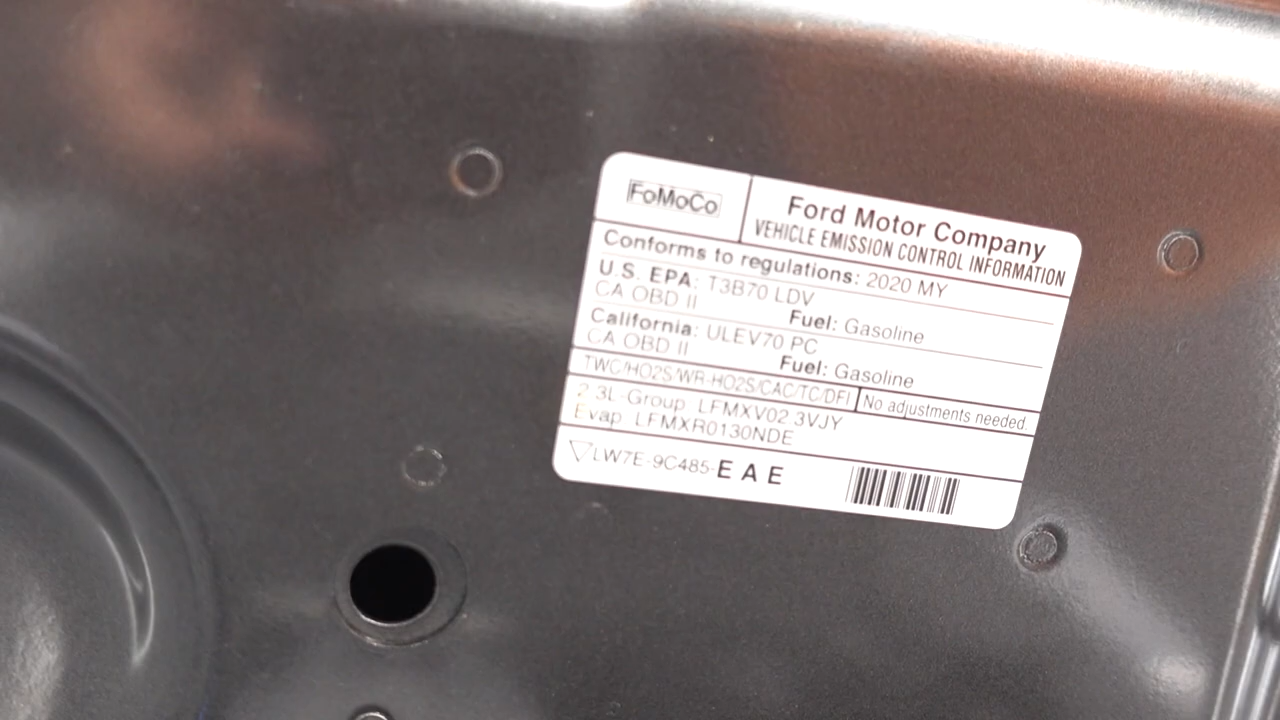 FoMoCo
Ford Motor Company
VEHICLE EMISSION CONTROL INFORMATION
Conforms to regulations: 2020 MY
U.S. EPA: T3B70 LDV
CA OBD II Fuel: Gasoline
California: ULEV70 PC
CA OBD II Fuel: Gasoline
TWC/HO2S/WR-HO2S/CAC/TC/DFI No adjustments needed.
2.3L-Group LFMXV02.3VJY
Evap LFMXR0130NDE
LW7E-9C485-EAE